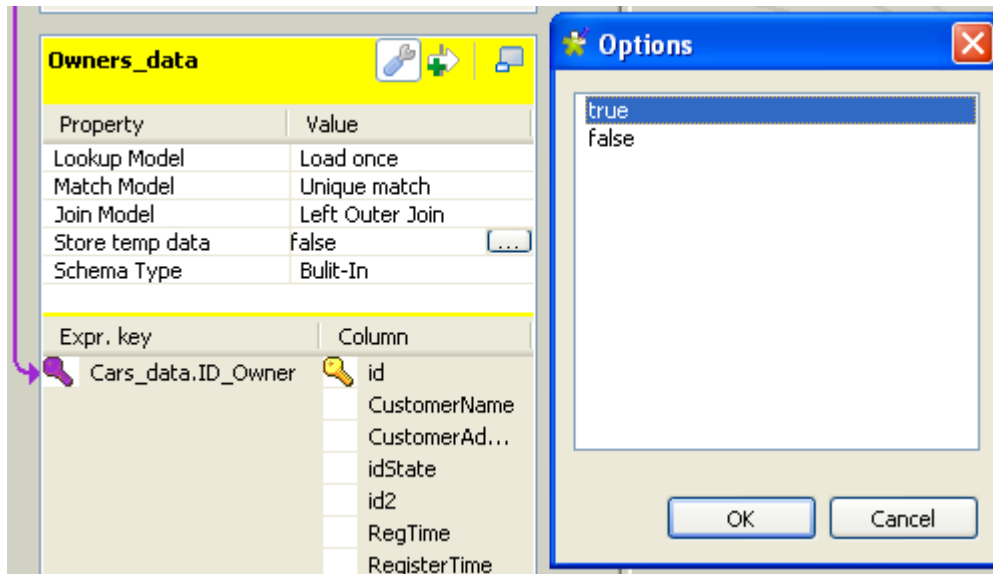 Owners_data
Property Value
Lookup Model Load once
Match Model Unique match
Join Model Left Outer Join
Store temp data false ...
Schema Type Bulit-In
Expr. key Column
Cars_data.ID_Owner id
CustomerName
CustomerAd...
idState
id2
RegTime
RegisterTime
Options
true
false
OK Cancel